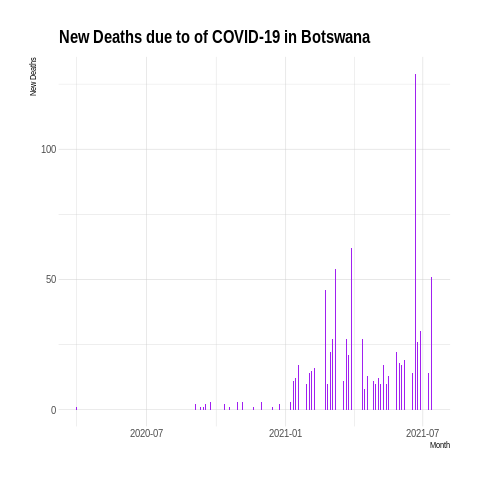 New Deaths due to of COVID-19 in Botswana
New Deaths
100
50
0
2020-07
2021-01
2021-07
Month